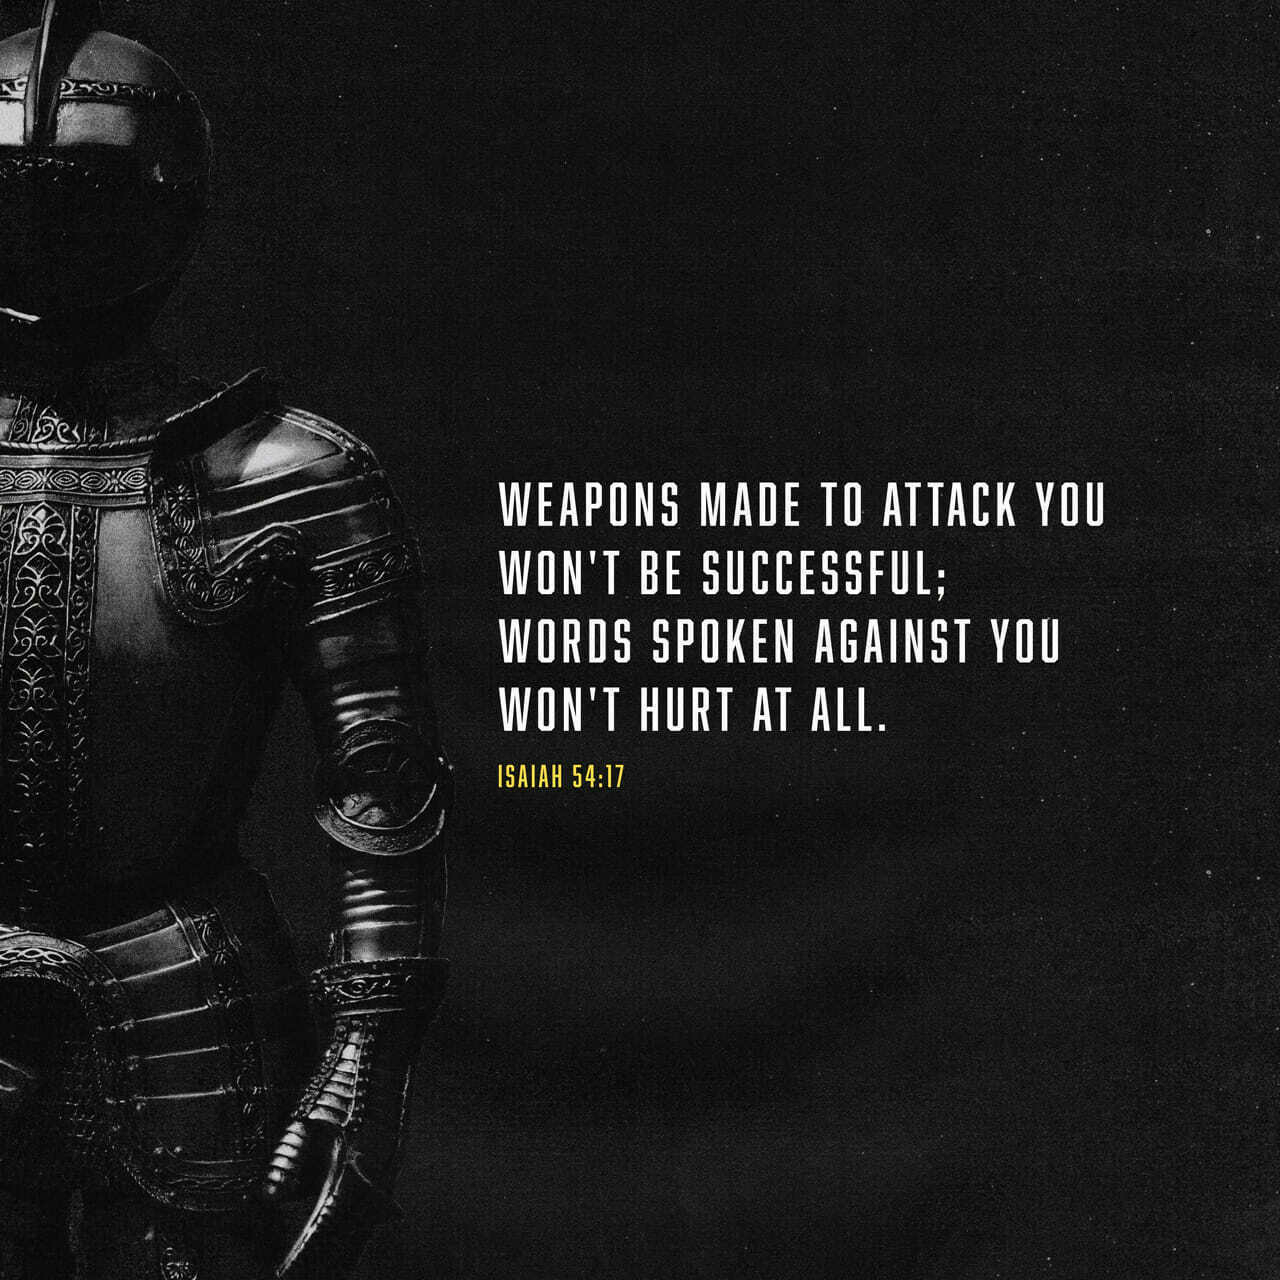 WEAPONS MADE TO ATTACK YOU
WON'T BE SUCCESSFUL;
WORDS SPOKEN AGAINST YOU
WON'T HURT AT ALL.
ISAIAH 54:17